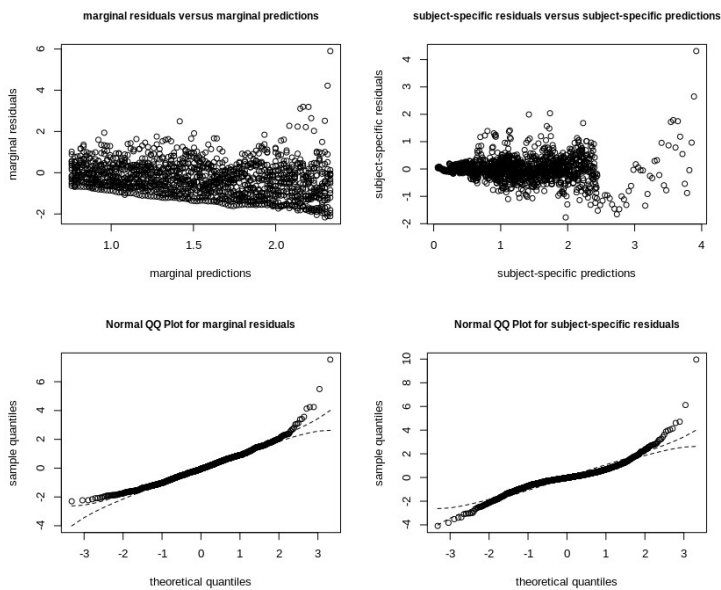 marginal residuals versus marginal predictions
marginal residuals
6
4
2
0
-2
1.0 1.5 2.0
marginal predictions
subject-specific residuals versus subject-specific predictions
subject-specific residuals
4
3
2
1
0
-1
-2
0 1 2 3 4
subject-specific predictions
Normal QQ Plot for marginal residuals
sample quantiles
6
4
2
0
-2
-4
-3 -2 -1 0 1 2 3
theoretical quantiles
Normal QQ Plot for subject-specific residuals
sample quantiles
10
8
6
4
2
0
-2
-4
-3 -2 -1 0 1 2 3
theoretical quantiles